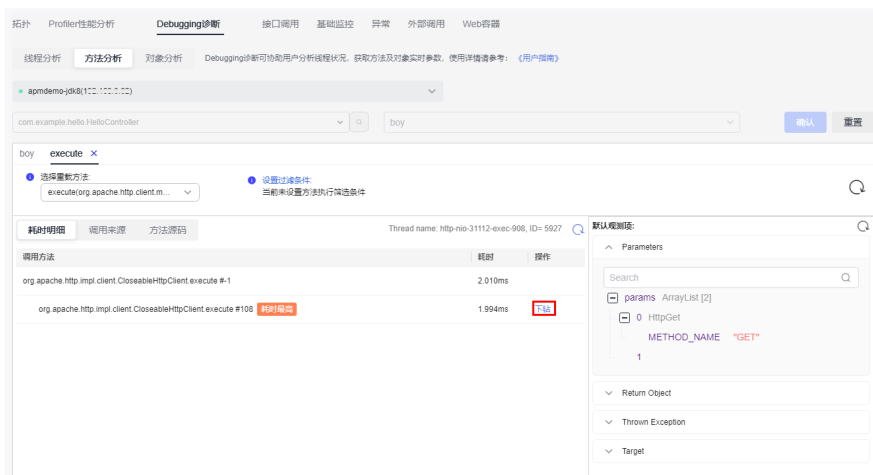 拓扑 Profiler性能分析 Debugging诊断 接口调用 基础监控 异常 外部调用 Web容器
线程分析 方法分析 对象分析 Debugging诊断可协助用户分析线程状况，获取方法及对象实时参数，使用详情请参考：《用户指南》
apmdemo-jdk8
com.example.hello.HelloController boy 确认 重置
boy execute ×
选择重载方法:
execute(org.apache.http.client.m...
设置过滤条件:
当前未设置方法执行筛选条件
耗时明细 调用来源 方法源码 Thread name: http-nio-31112-exec-908, ID= 5927
调用方法 耗时 操作
org.apache.http.impl.client.CloseableHttpClient.execute #-1 2.010ms
org.apache.http.impl.client.CloseableHttpClient.execute #108 耗时最高 1.994ms 下钻
默认观测项:
Parameters
Search
params ArrayList [2]
0 HttpGet
METHOD_NAME "GET"
1
Return Object
Thrown Exception
Target